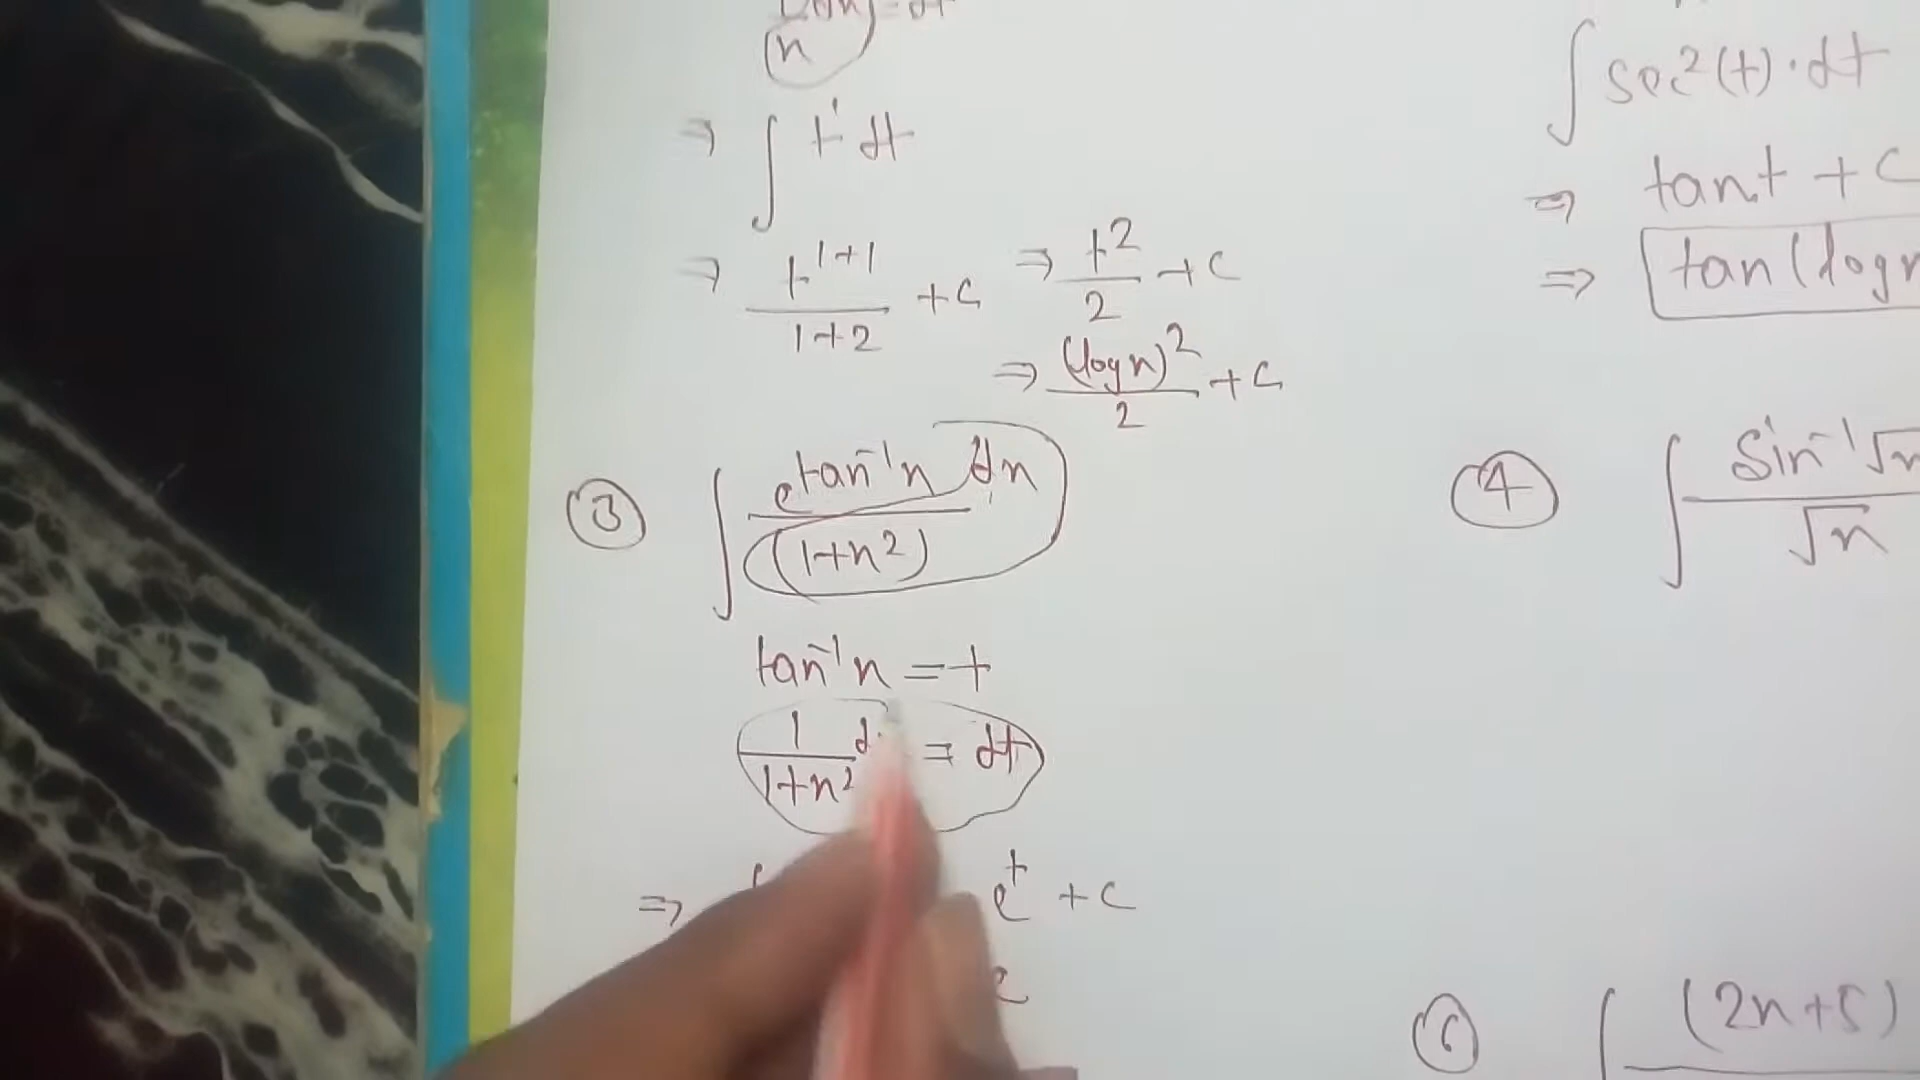 n
⇒ ∫ t¹ dt
⇒ t^(1+1)/(1+2) + c ⇒ t²/2 + c
⇒ (log n)²/2 + c
③ ∫ e^(tan⁻¹n) dn/(1+n²)
tan⁻¹n = t
1/(1+n²) d = dt
⇒ e^t + c
e
∫ sec²(t)·dt
⇒ tan t + c
⇒ tan(log n
④ ∫ Sin⁻¹√n/√n
⑥ ∫ (2n+5)